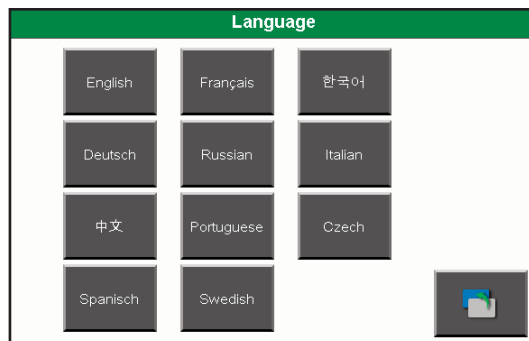 Language
English
Français
한국어
Deutsch
Russian
Italian
中文
Portuguese
Czech
Spanisch
Swedish